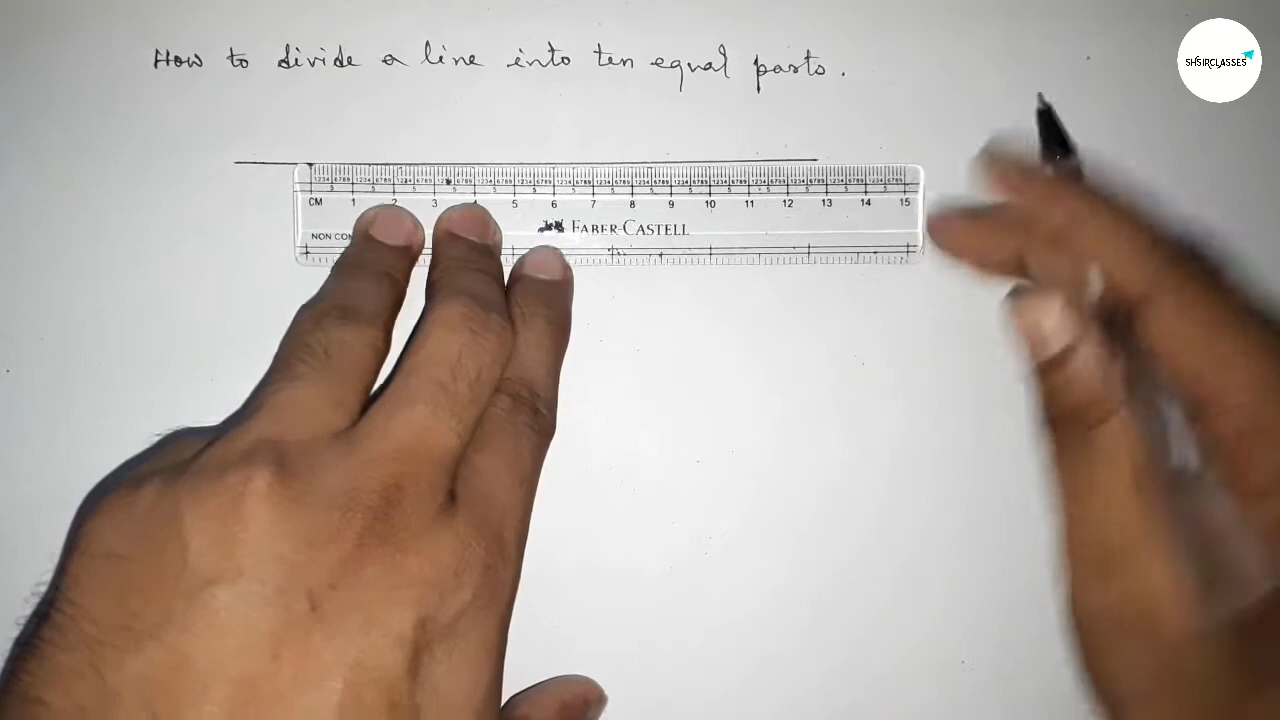 How to divide a line into ten equal parts.
SHSIRCLASSES
CM 1 2 3 4 5 6 7 8 9 10 11 12 13 14 15
FABER-CASTELL
NON CO